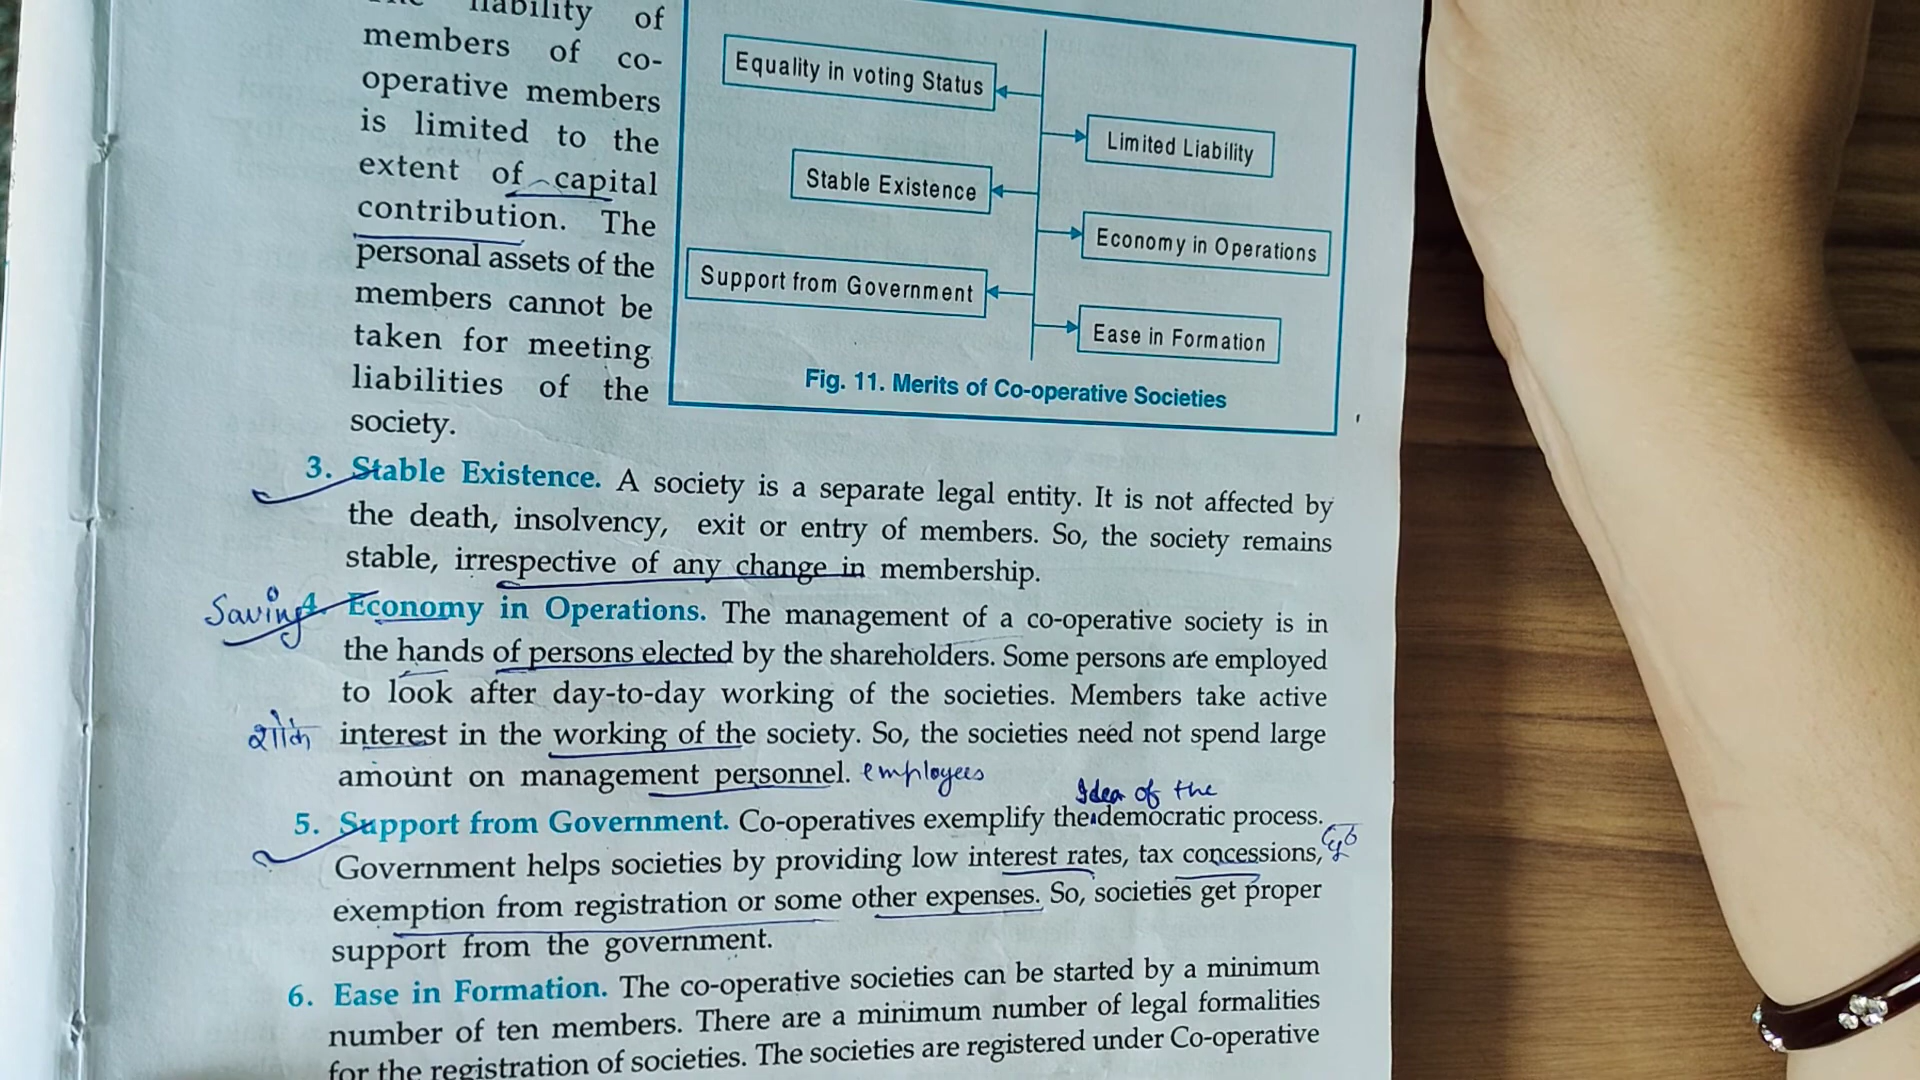 liability of
members of co-
operative members
is limited to the
extent of capital
contribution. The
personal assets of the
members cannot be
taken for meeting
liabilities of the
society.
Equality in voting Status
Limited Liability
Stable Existence
Economy in Operations
Support from Government
Ease in Formation
Fig. 11. Merits of Co-operative Societies
3. Stable Existence. A society is a separate legal entity. It is not affected by
the death, insolvency, exit or entry of members. So, the society remains
stable, irrespective of any change in membership.
Saving
4. Economy in Operations. The management of a co-operative society is in
the hands of persons elected by the shareholders. Some persons are employed
to look after day-to-day working of the societies. Members take active
interest in the working of the society. So, the societies need not spend large
amount on management personnel. employees
Idea of the
5. Support from Government. Co-operatives exemplify the democratic process.
Government helps societies by providing low interest rates, tax concessions,
exemption from registration or some other expenses. So, societies get proper
support from the government.
6. Ease in Formation. The co-operative societies can be started by a minimum
number of ten members. There are a minimum number of legal formalities
for the registration of societies. The societies are registered under Co-operative